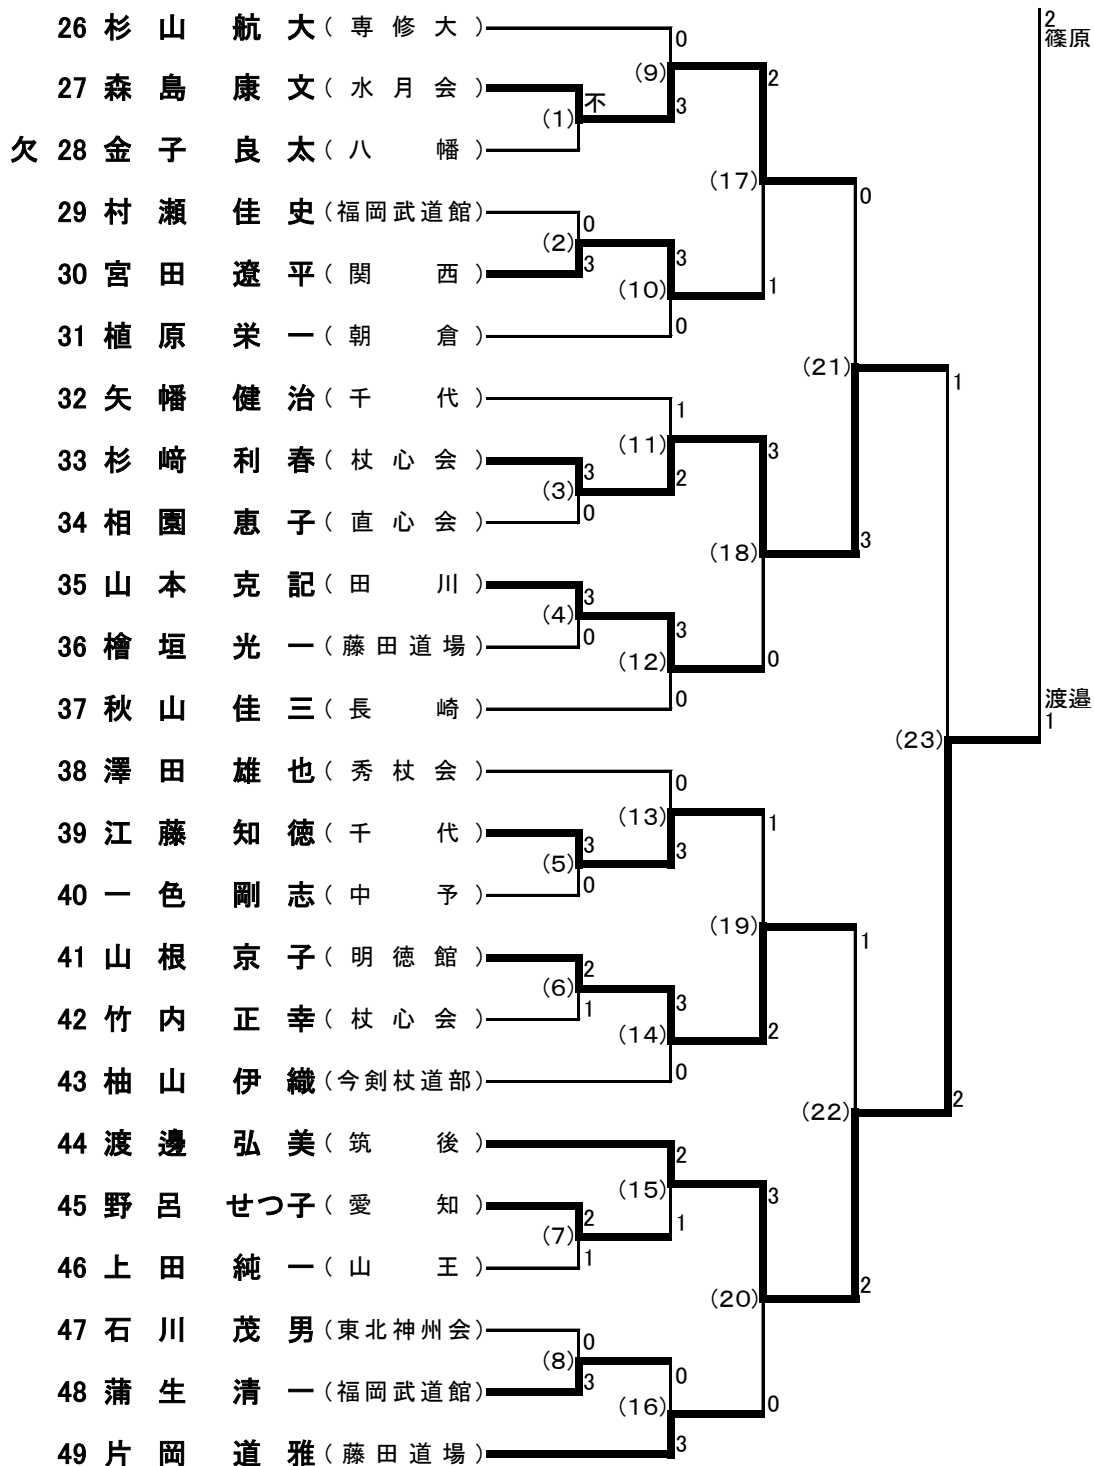 2
篠原
26 杉山 航大 (専修大)
0
(9)
2
27 森島 康文 (水月会)
不
3
(1)
欠 28 金子 良太 (八幡)
(17)
0
29 村瀬 佳史 (福岡武道館)
0
(2)
3
3
30 宮田 遼平 (関西)
(10)
1
0
31 植原 栄一 (朝倉)
(21)
1
32 矢幡 健治 (千代)
1
(11)
3
33 杉﨑 利春 (杖心会)
3
2
(3)
0
34 相園 恵子 (直心会)
(18)
3
35 山本 克記 (田川)
3
(4)
0
3
36 檜垣 光一 (藤田道場)
(12)
0
0
37 秋山 佳三 (長崎)
渡邉
1
(23)
38 澤田 雄也 (秀杖会)
0
(13)
1
39 江藤 知徳 (千代)
3
3
(5)
0
40 一色 剛志 (中予)
(19)
1
41 山根 京子 (明徳館)
2
(6)
1
3
42 竹内 正幸 (杖心会)
(14)
2
0
43 柚山 伊織 (今剣杖道部)
(22)
2
44 渡邊 弘美 (筑後)
2
(15)
3
45 野呂 せつ子 (愛知)
2
1
(7)
1
46 上田 純一 (山王)
(20)
2
47 石川 茂男 (東北神州会)
0
(8)
3
0
48 蒲生 清一 (福岡武道館)
(16)
0
3
49 片岡 道雅 (藤田道場)